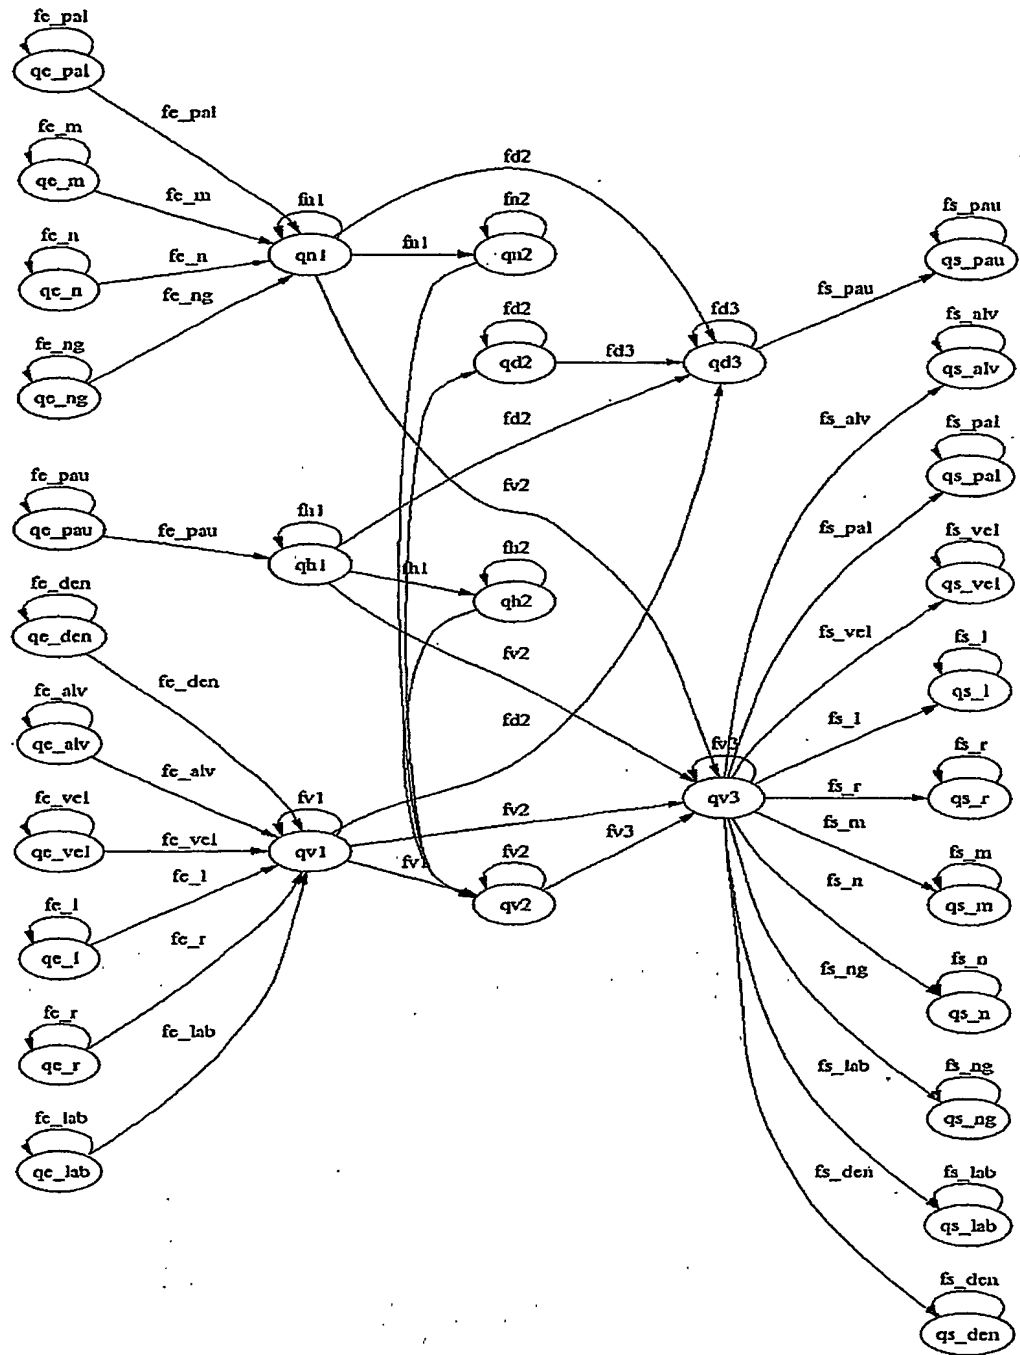 fe_pal
qe_pal
fe_pal
fe_m
qe_m
fe_m
fe_n
qe_n
fe_n
fe_ng
qe_ng
fe_ng
fe_pau
qe_pau
fe_pau
fe_den
qe_den
fe_den
fe_alv
qe_alv
fe_alv
fe_vel
qe_vel
fe_vel
fe_l
qe_l
fe_l
fe_r
qe_r
fe_r
fe_lab
qe_lab
fe_lab
fn1
qn1
fn1
fd2
fv2
fh1
qh1
fh1
fd2
fv2
fv1
qv1
fv1
fd2
fv2
fn2
qn2
fd2
qd2
fd3
fh2
qh2
fv2
qv2
fv3
fd3
qd3
fs_pau
fv3
qv3
fs_alv
fs_pal
fs_vel
fs_l
fs_r
fs_m
fs_n
fs_ng
fs_lab
fs_den
fs_pau
qs_pau
fs_alv
qs_alv
fs_pal
qs_pal
fs_vel
qs_vel
fs_l
qs_l
fs_r
qs_r
fs_m
qs_m
fs_n
qs_n
fs_ng
qs_ng
fs_lab
qs_lab
fs_den
qs_den